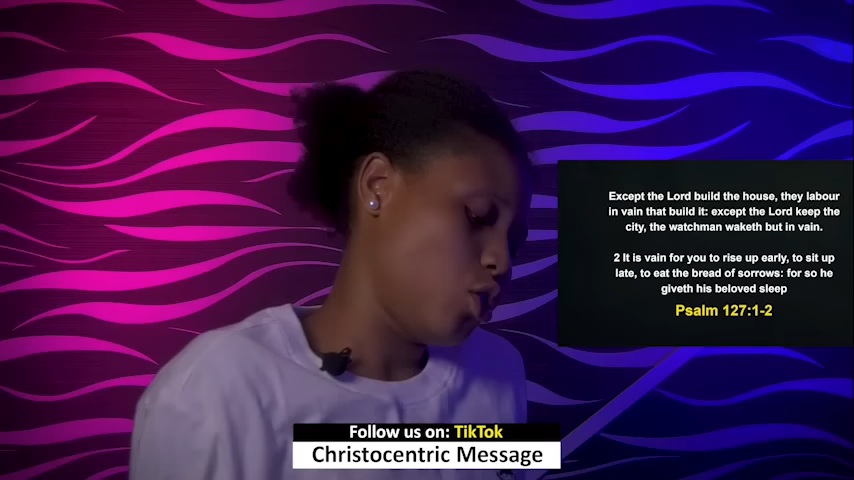 Except the Lord build the house, they labour
in vain that build it: except the Lord keep the
city, the watchman waketh but in vain.
2 It is vain for you to rise up early, to sit up
late, to eat the bread of sorrows: for so he
giveth his beloved sleep
Psalm 127:1-2
Follow us on: TikTok
Christocentric Message